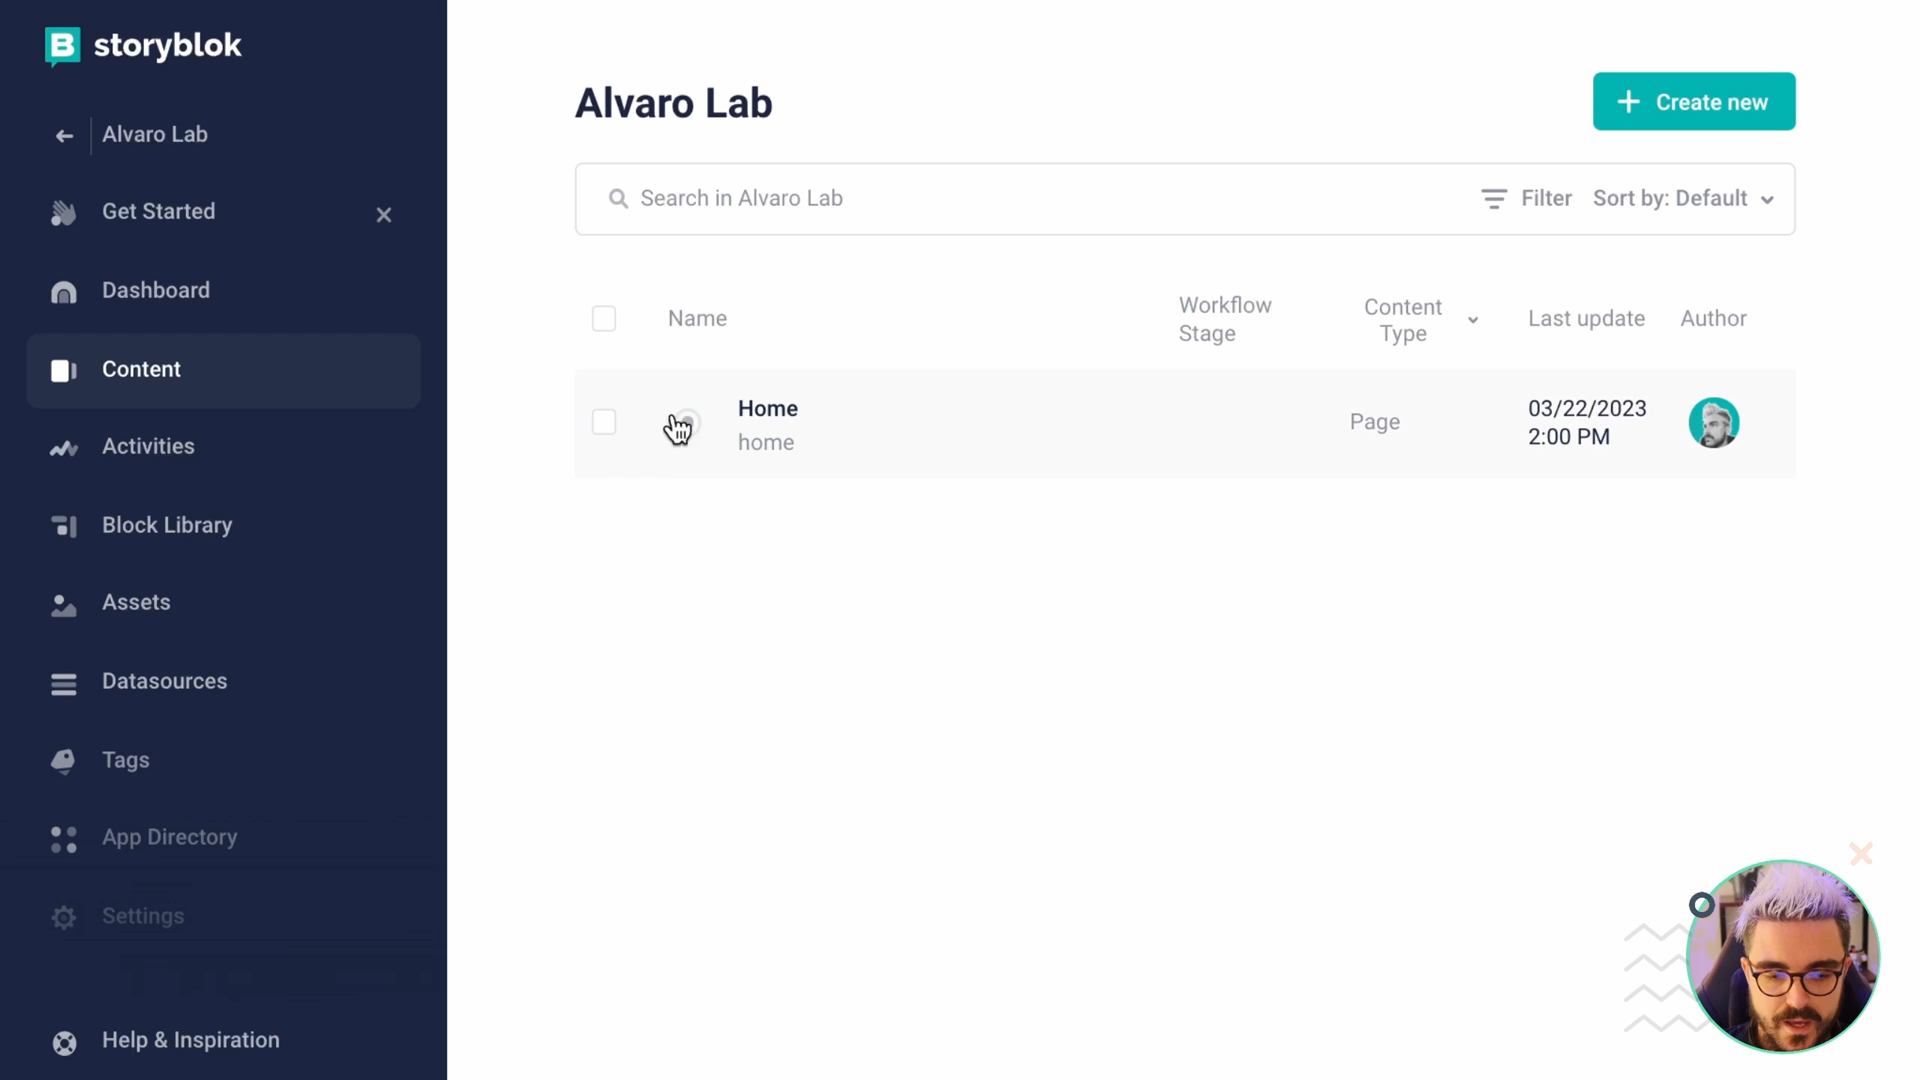 storyblok
Alvaro Lab
Get Started
Dashboard
Content
Activities
Block Library
Assets
Datasources
Tags
App Directory
Settings
Help & Inspiration
Alvaro Lab
Create new
Search in Alvaro Lab
Filter
Sort by: Default
Name
Workflow
Stage
Content
Type
Last update
Author
Home
home
Page
03/22/2023
2:00 PM